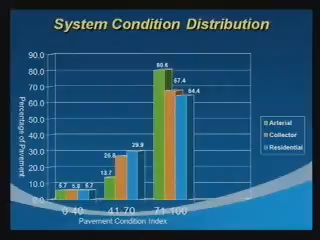 System Condition Distribution
90.0
80.0
70.0
60.0
50.0
40.0
30.0
20.0
10.0
0.0
Percentage of Pavement
5.7 5.8 5.7
13.7
26.8
29.9
80.6
67.4
64.4
0-40 41-70 71-100
Pavement Condition Index
Arterial
Collector
Residential